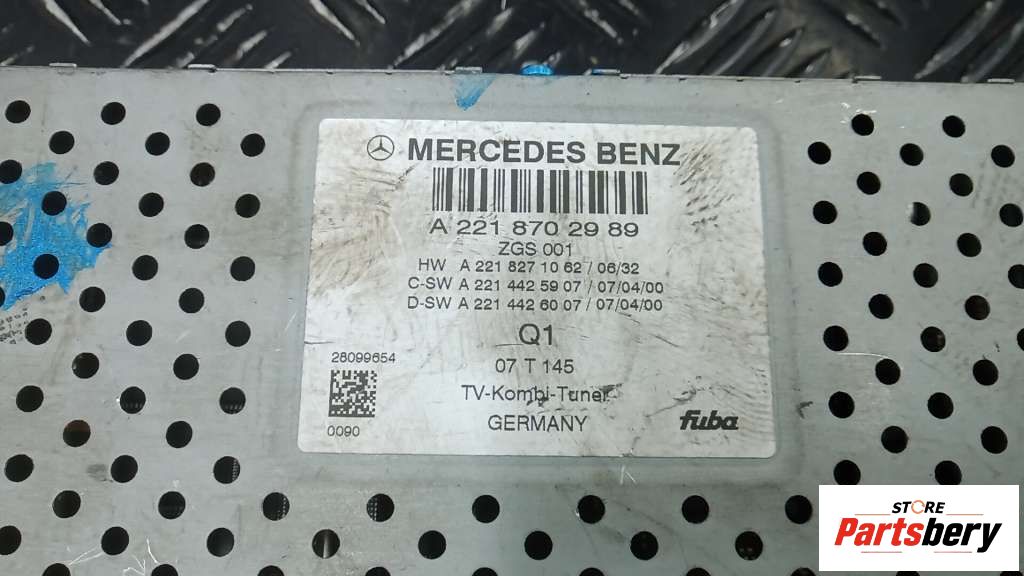 MERCEDES BENZ
A 221 870 29 89
ZGS 001
HW A 221 827 10 62 / 06/32
C-SW A 221 442 59 07 / 07/04/00
D-SW A 221 442 60 07 / 07/04/00
Q1
28099654
07 T 145
TV-Kombi-Tuner
0090
GERMANY
fuba
STORE
Partsbery